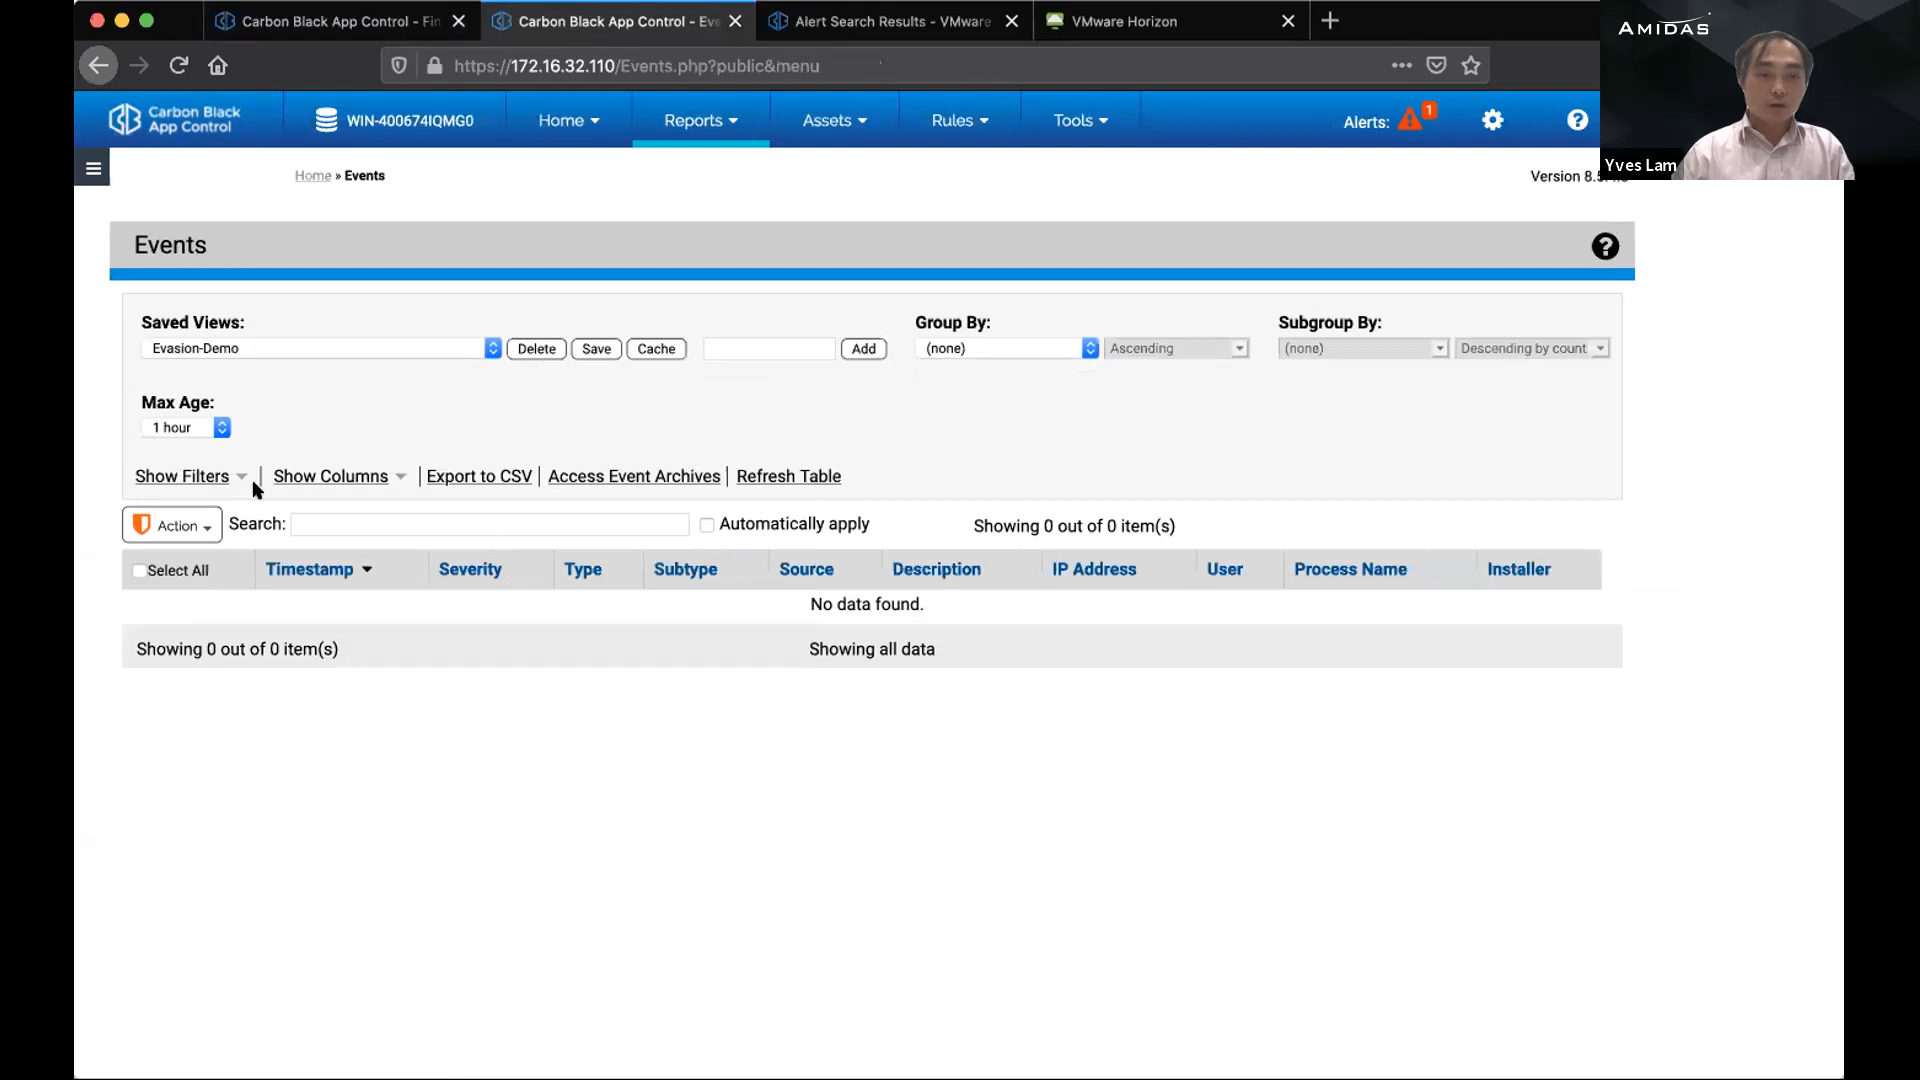 Carbon Black App Control - Fin
Carbon Black App Control - Eve
Alert Search Results - VMware
VMware Horizon
AMIDAS
https://172.16.32.110/Events.php?public&menu
Carbon Black
App Control
WIN-400674IQMG0
Home
Reports
Assets
Rules
Tools
Alerts:
1
Yves Lam
Home » Events
Version 8.5
Events
Saved Views:
Group By:
Subgroup By:
Evasion-Demo
Delete
Save
Cache
Add
(none)
Ascending
(none)
Descending by count
Max Age:
1 hour
Show Filters
Show Columns
Export to CSV
Access Event Archives
Refresh Table
Action
Search:
Automatically apply
Showing 0 out of 0 item(s)
Select All
Timestamp
Severity
Type
Subtype
Source
Description
IP Address
User
Process Name
Installer
No data found.
Showing 0 out of 0 item(s)
Showing all data